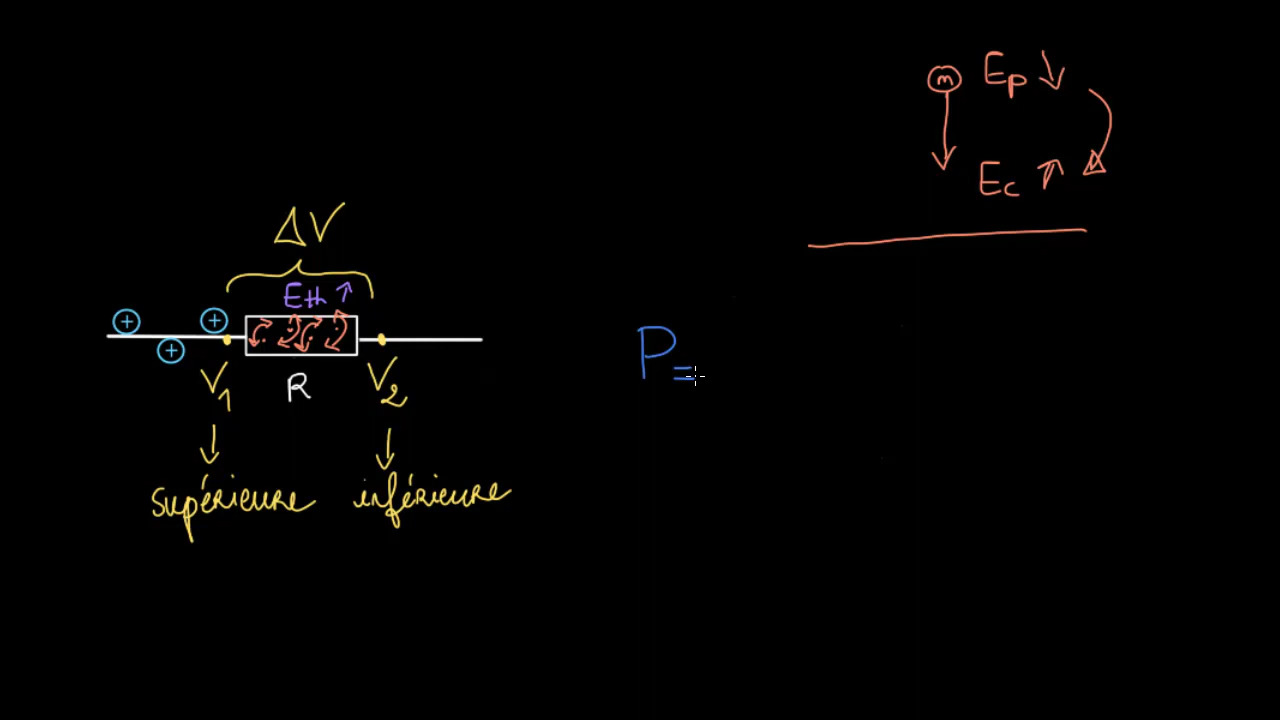 m Ep ↓
Ec ↑
ΔV
Eth ↑
+ + +
V1 R V2
P =
supérieure inférieure